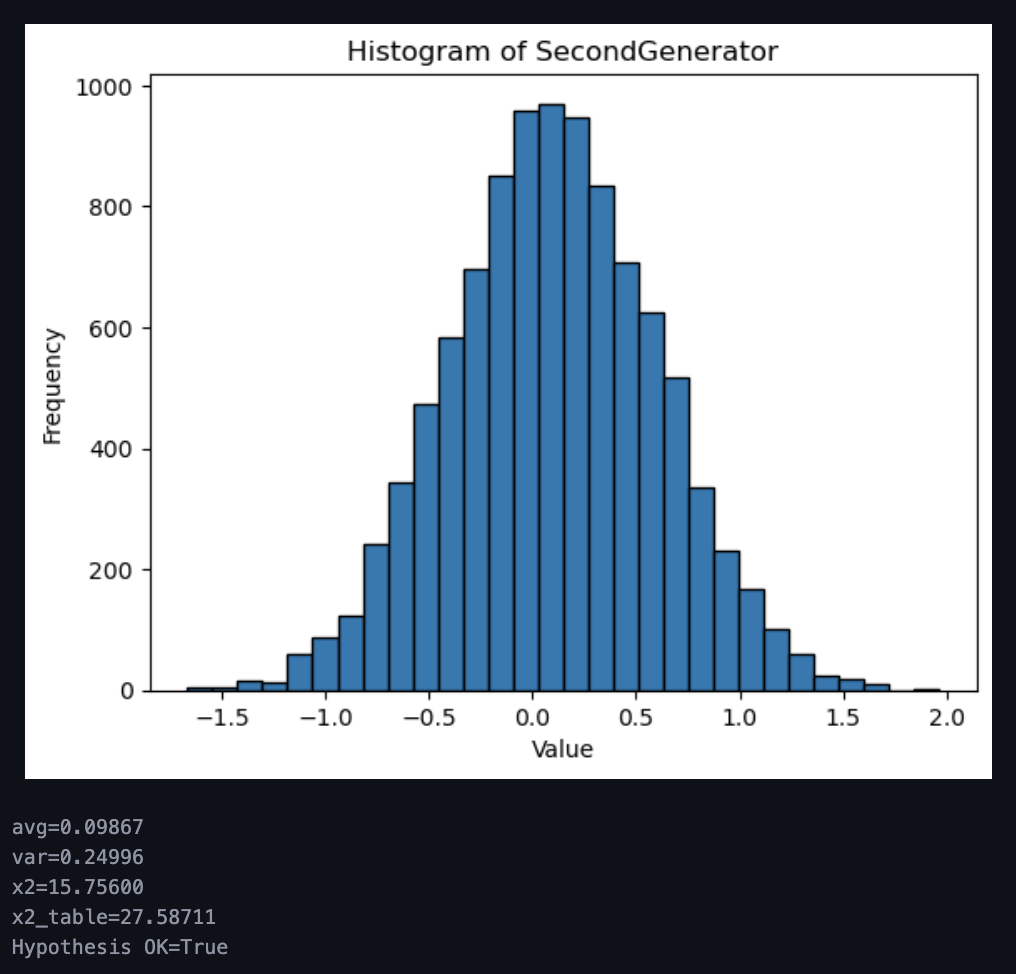 Histogram of SecondGenerator
1000
800
600
400
200
0
Frequency
−1.5 −1.0 −0.5 0.0 0.5 1.0 1.5 2.0
Value
avg=0.09867
var=0.24996
x2=15.75600
x2_table=27.58711
Hypothesis OK=True